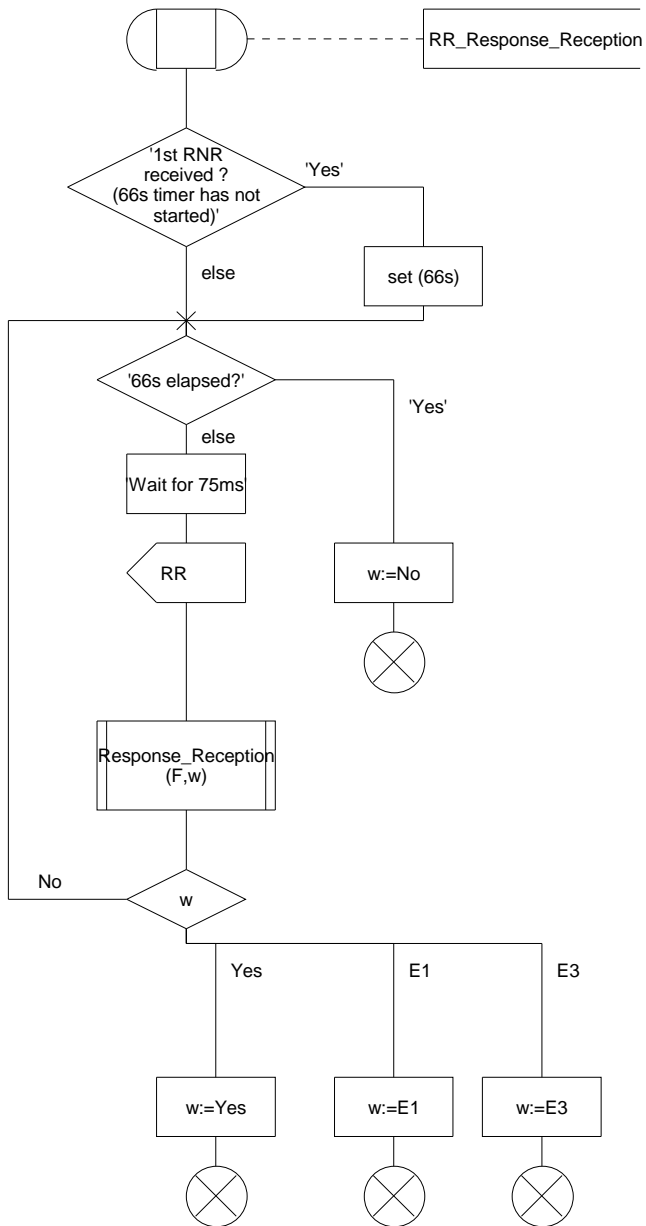 RR_Response_Reception
'1st RNR
received ?
(66s timer has not
started)'
'Yes'
set (66s)
else
'66s elapsed?'
'Yes'
else
'Wait for 75ms'
RR
w:=No
Response_Reception
(F,w)
No
w
Yes
E1
E3
w:=Yes
w:=E1
w:=E3